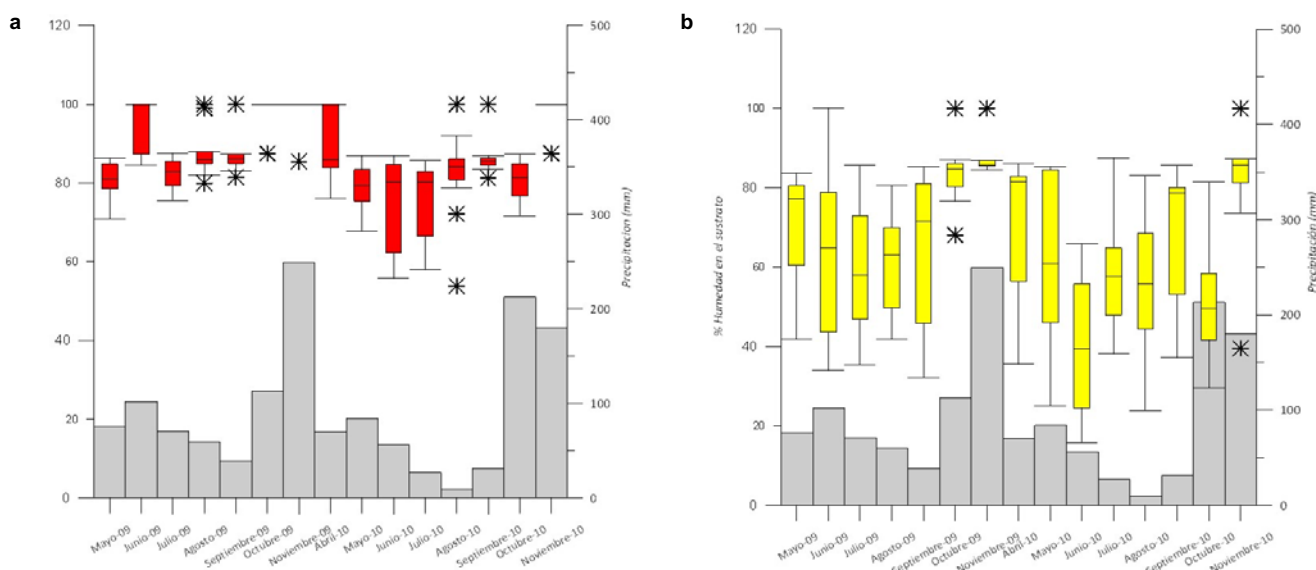 a
120
100
80
60
40
20
0
500
400
300
200
100
0
Precipitacion (mm)
Mayo-09
Junio-09
Julio-09
Agosto-09
Septiembre-09
Octubre-09
Noviembre-09
Abril-10
Mayo-10
Junio-10
Julio-10
Agosto-10
Septiembre-10
Octubre-10
Noviembre-10
b
% Humedad en el sustrato
120
100
80
60
40
20
0
500
400
300
200
100
0
Precipitación (mm)
Mayo-09
Junio-09
Julio-09
Agosto-09
Septiembre-09
Octubre-09
Noviembre-09
Abril-10
Mayo-10
Junio-10
Julio-10
Agosto-10
Septiembre-10
Octubre-10
Noviembre-10